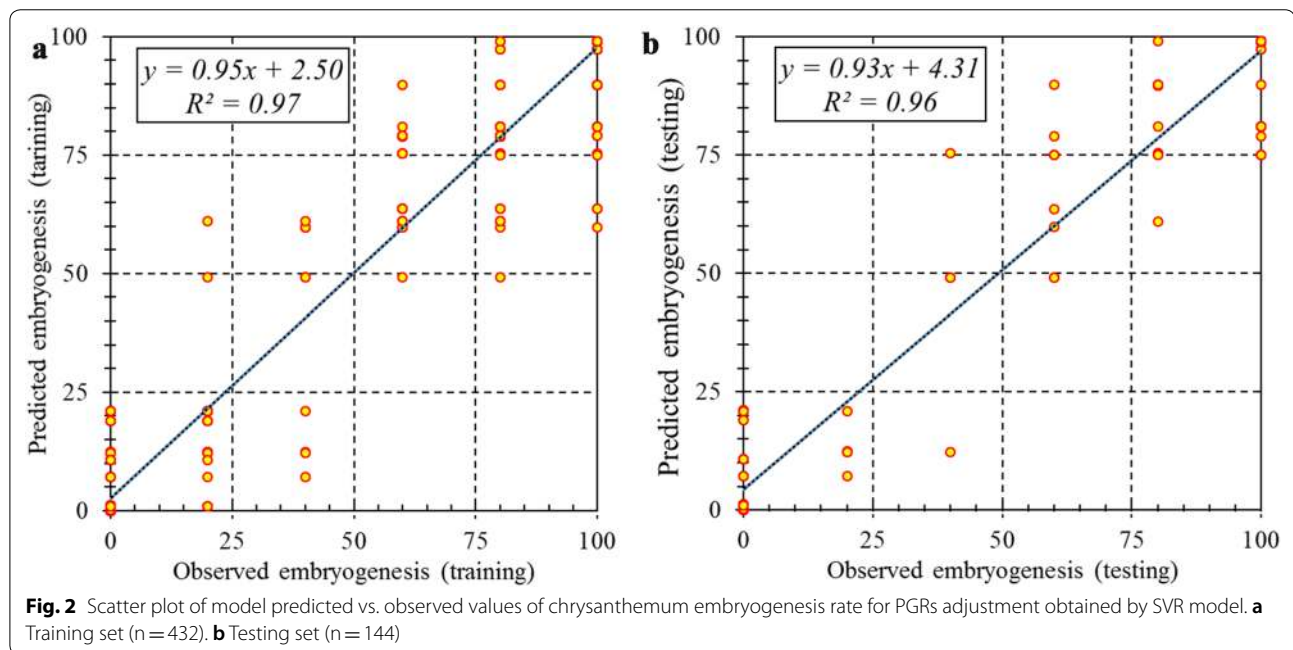 a
y = 0.95x + 2.50
R² = 0.97
Predicted embryogenesis (tarining)
100
75
50
25
0
0 25 50 75 100
Observed embryogenesis (training)
b
y = 0.93x + 4.31
R² = 0.96
Predicted embryogenesis (testing)
100
75
50
25
0
0 25 50 75 100
Observed embryogenesis (testing)
Fig. 2 Scatter plot of model predicted vs. observed values of chrysanthemum embryogenesis rate for PGRs adjustment obtained by SVR model. a
Training set (n = 432). b Testing set (n = 144)